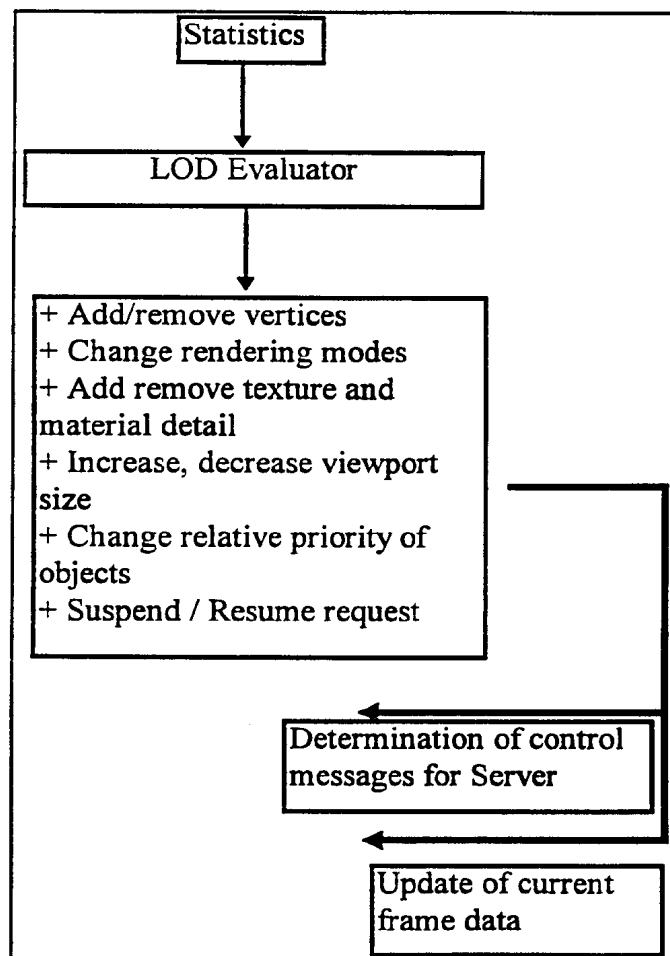 Statistics
LOD Evaluator
+ Add/remove vertices
+ Change rendering modes
+ Add remove texture and
material detail
+ Increase, decrease viewport
size
+ Change relative priority of
objects
+ Suspend / Resume request
Determination of control
messages for Server
Update of current
frame data